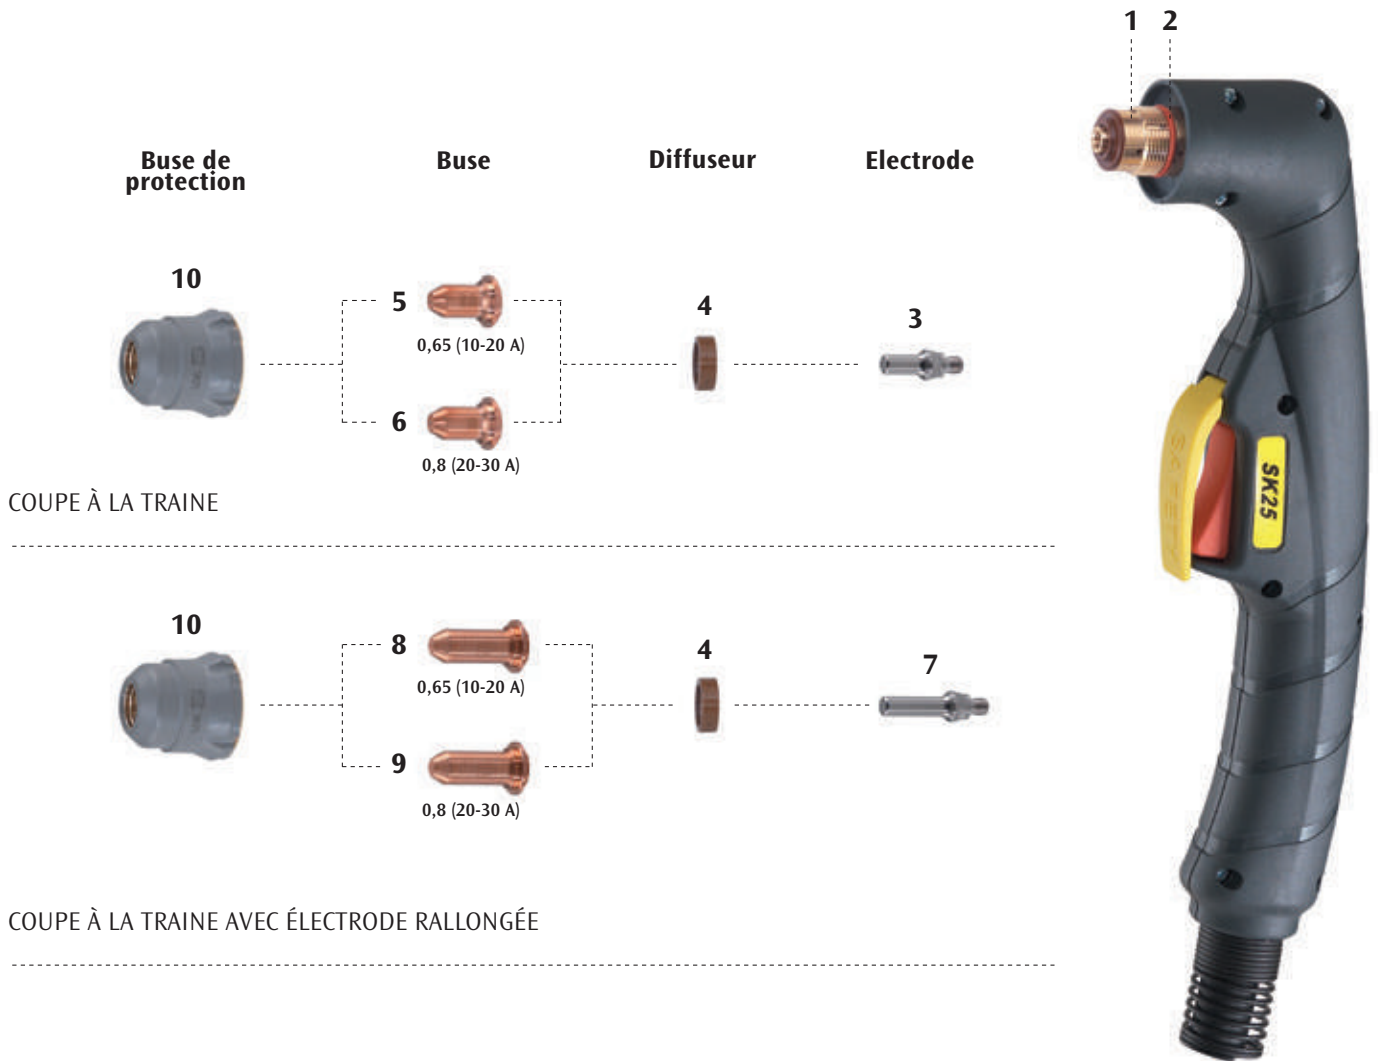 1 2
Buse de
protection
Buse
Diffuseur
Electrode
10
5
0,65 (10-20 A)
4
3
6
0,8 (20-30 A)
COUPE À LA TRAINE
SAFETY
SK25
10
8
0,65 (10-20 A)
4
7
9
0,8 (20-30 A)
COUPE À LA TRAINE AVEC ÉLECTRODE RALLONGÉE